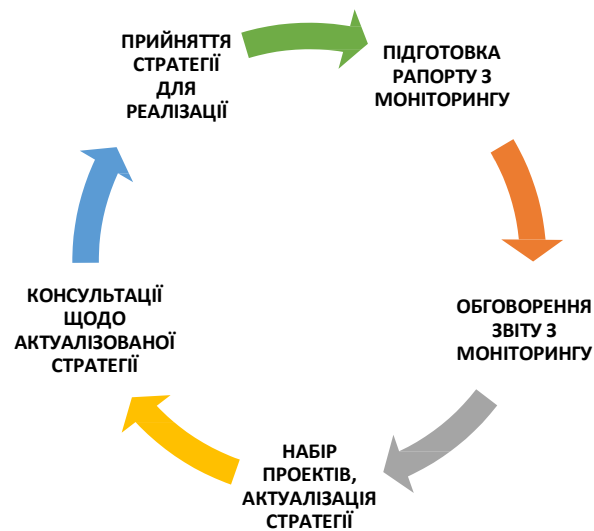 ПРИЙНЯТТЯ
СТРАТЕГІЇ
ДЛЯ
РЕАЛІЗАЦІЇ
ПІДГОТОВКА
РАПОРТУ З
МОНІТОРИНГУ
ОБГОВОРЕННЯ
ЗВІТУ З
МОНІТОРИНГУ
НАБІР
ПРОЕКТІВ,
АКТУАЛІЗАЦІЯ
СТРАТЕГІЇ
КОНСУЛЬТАЦІЇ
ЩОДО
АКТУАЛІЗОВАНОЇ
СТРАТЕГІЇ